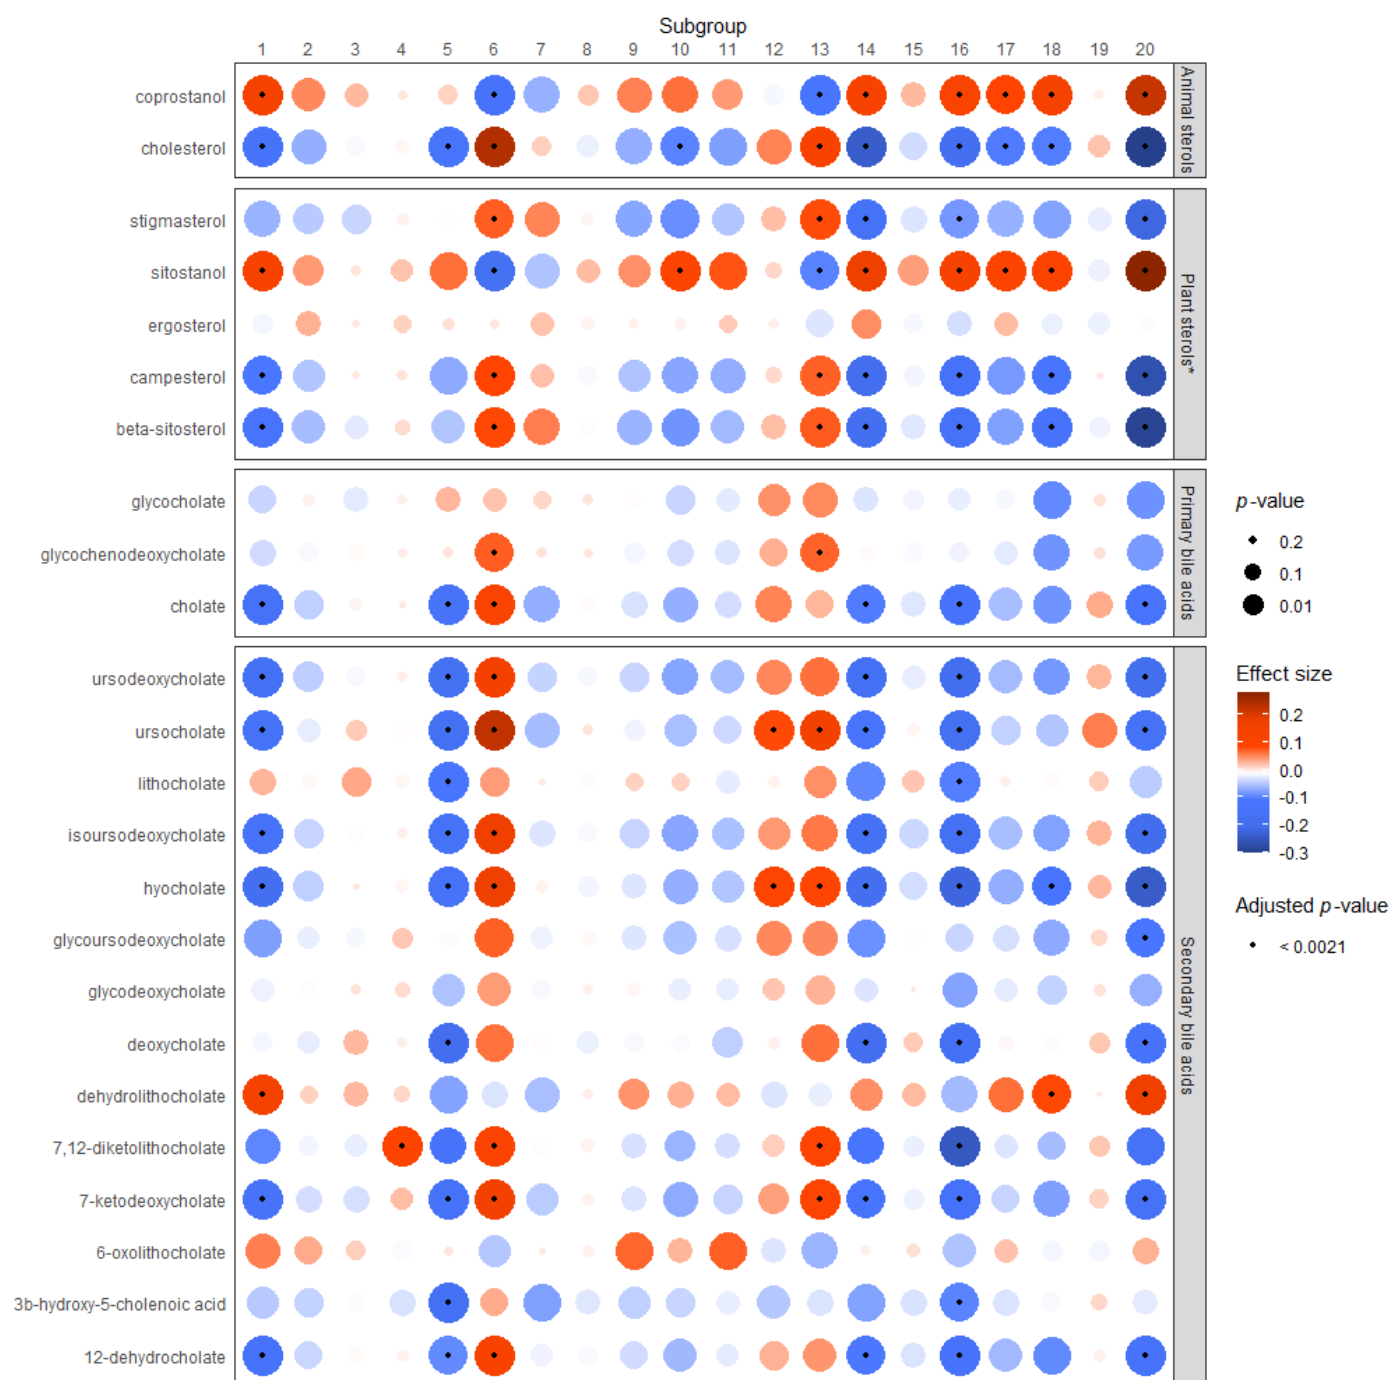 Subgroup
1 2 3 4 5 6 7 8 9 10 11 12 13 14 15 16 17 18 19 20
coprostanol
cholesterol
Animal sterols
stigmasterol
sitostanol
ergosterol
campesterol
beta-sitosterol
Plant sterols*
glycocholate
glycochenodeoxycholate
cholate
Primary bile acids
ursodeoxycholate
ursocholate
lithocholate
isoursodeoxycholate
hyocholate
glycoursodeoxycholate
glycodeoxycholate
deoxycholate
dehydrolithocholate
7,12-diketolithocholate
7-ketodeoxycholate
6-oxolithocholate
3b-hydroxy-5-cholenoic acid
12-dehydrocholate
Secondary bile acids
p-value
0.2
0.1
0.01
Effect size
0.2
0.1
0.0
-0.1
-0.2
-0.3
Adjusted p-value
< 0.0021